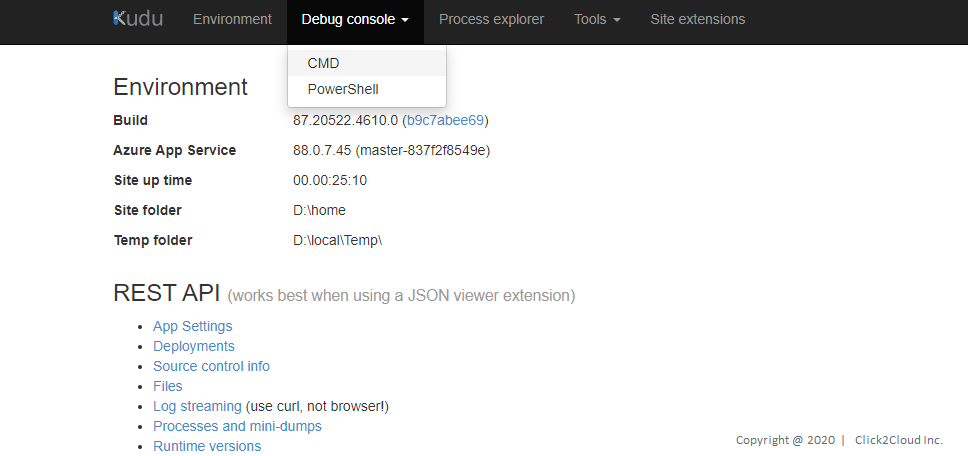 Kudu Environment Debug console Process explorer Tools Site extensions
CMD
PowerShell
Environment
Build 87.20522.4610.0 (b9c7abee69)
Azure App Service 88.0.7.45 (master-837f2f8549e)
Site up time 00.00:25:10
Site folder D:\home
Temp folder D:\local\Temp\
REST API (works best when using a JSON viewer extension)
• App Settings
• Deployments
• Source control info
• Files
• Log streaming (use curl, not browser!)
• Processes and mini-dumps
• Runtime versions
Copyright @ 2020 | Click2Cloud Inc.